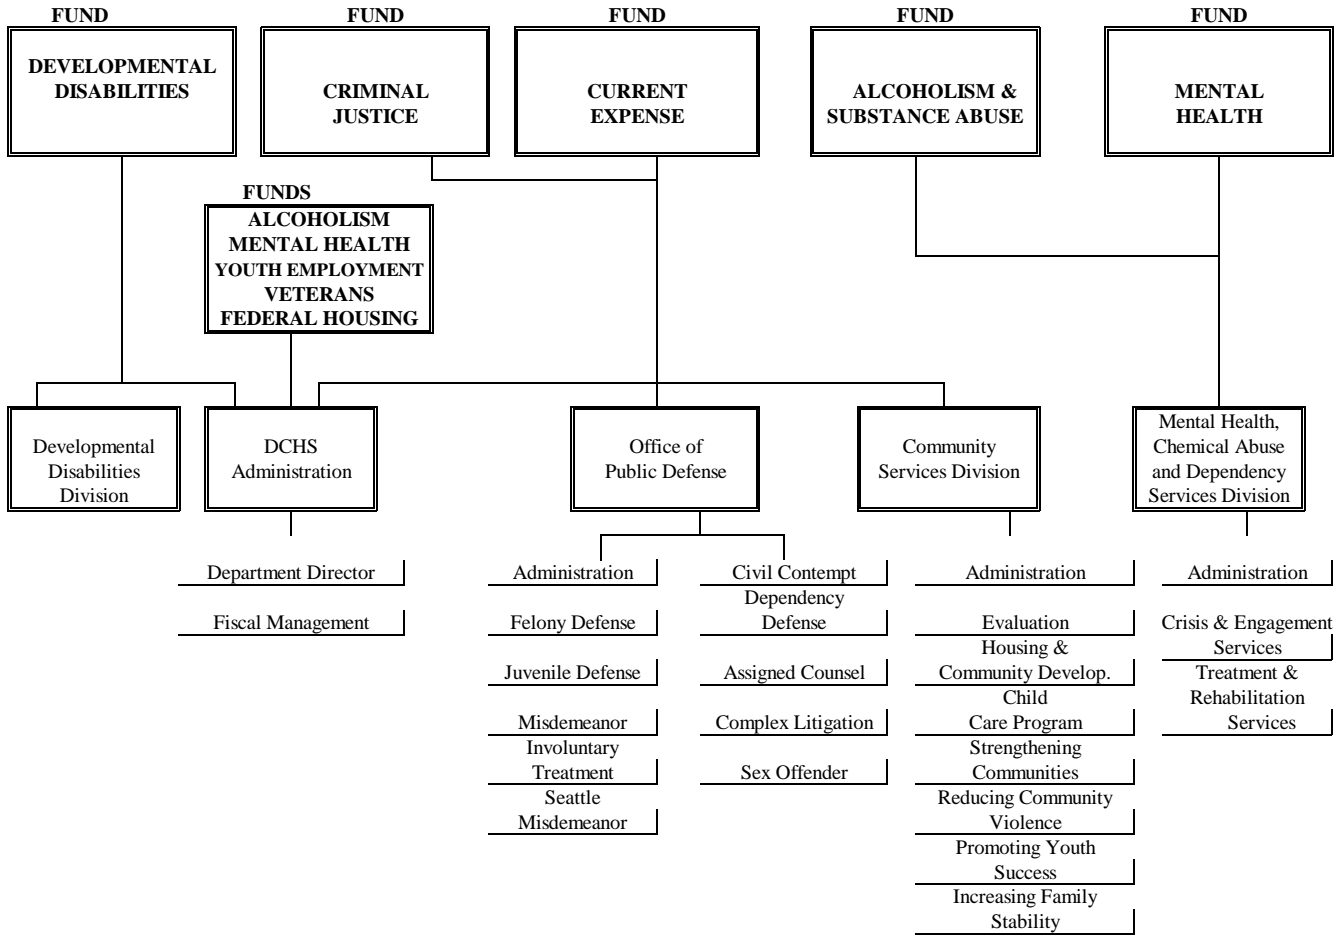 FUND
FUND
FUND
FUND
FUND
DEVELOPMENTAL
DISABILITIES
CRIMINAL
JUSTICE
CURRENT
EXPENSE
ALCOHOLISM &
SUBSTANCE ABUSE
MENTAL
HEALTH
FUNDS
ALCOHOLISM
MENTAL HEALTH
YOUTH EMPLOYMENT
VETERANS
FEDERAL HOUSING
Developmental
Disabilities
Division
DCHS
Administration
Office of
Public Defense
Community
Services Division
Mental Health,
Chemical Abuse
and Dependency
Services Division
Department Director
Fiscal Management
Administration
Felony Defense
Juvenile Defense
Misdemeanor
Involuntary
Treatment
Seattle
Misdemeanor
Civil Contempt
Dependency
Defense
Assigned Counsel
Complex Litigation
Sex Offender
Administration
Evaluation
Housing &
Community Develop.
Child
Care Program
Strengthening
Communities
Reducing Community
Violence
Promoting Youth
Success
Increasing Family
Stability
Administration
Crisis & Engagement
Services
Treatment &
Rehabilitation
Services